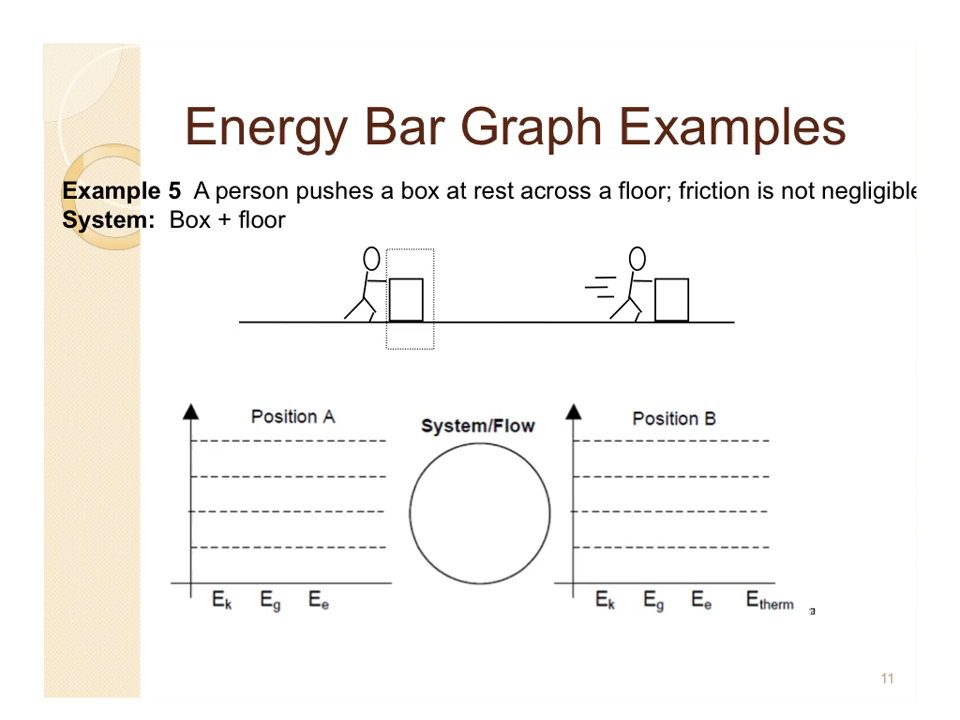 Energy Bar Graph Examples
Example 5 A person pushes a box at rest across a floor; friction is not negligible
System: Box + floor
Position A
System/Flow
Position B
Ek Eg Ee
Ek Eg Ee Etherm
11